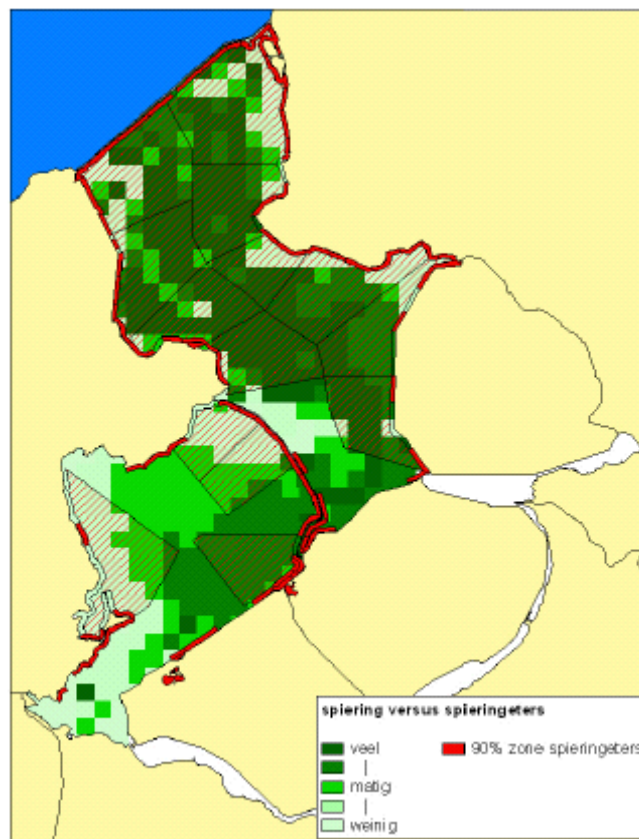 spiering versus spieringeters
veel 90% zone spieringeters
|
matig
|
weinig